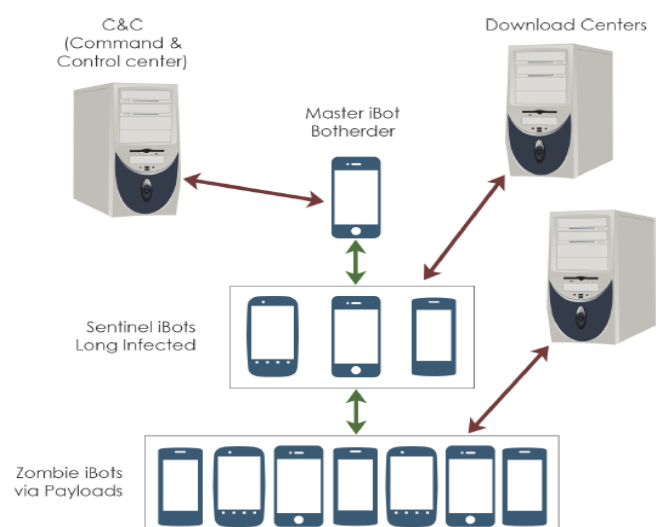 C&C
(Command &
Control center)
Download Centers
Master iBot
Botherder
Sentinel iBots
Long Infected
Zombie iBots
via Payloads